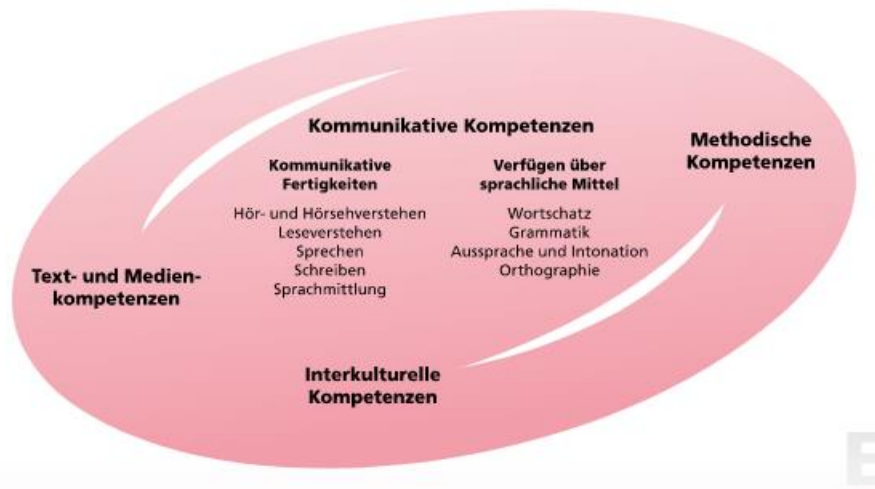 Kommunikative Kompetenzen
Kommunikative
Fertigkeiten
Hör- und Hörsehverstehen
Leseverstehen
Sprechen
Schreiben
Sprachmittlung
Verfügen über
sprachliche Mittel
Wortschatz
Grammatik
Aussprache und Intonation
Orthographie
Methodische
Kompetenzen
Text- und Medien-
kompetenzen
Interkulturelle
Kompetenzen